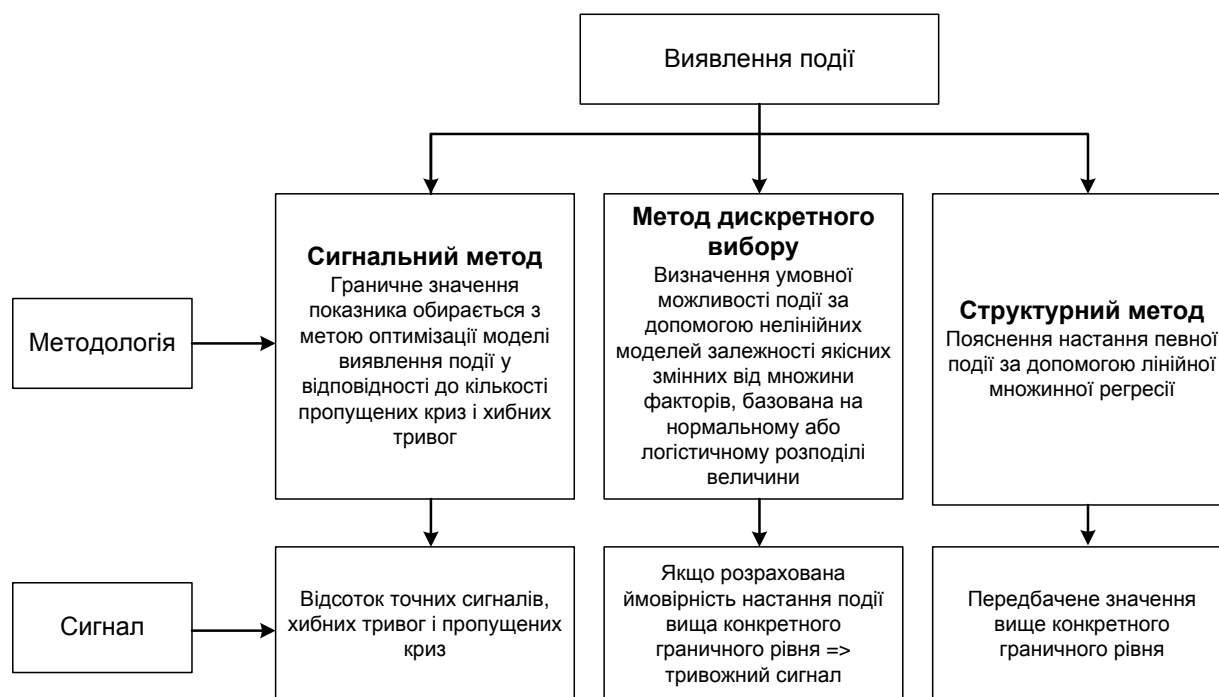 Виявлення події
Методологія
Сигнальний метод
Граничне значення
показника обирається з
метою оптимізації моделі
виявлення події у
відповідності до кількості
пропущених криз і хибних
тривог
Метод дискретного
вибору
Визначення умовної
можливості події за
допомогою нелінійних
моделей залежності якісних
змінних від множини
факторів, базована на
нормальному або
логістичному розподілі
величини
Структурний метод
Пояснення настання певної
події за допомогою лінійної
множинної регресії
Сигнал
Відсоток точних сигналів,
хибних тривог і пропущених
криз
Якщо розрахована
ймовірність настання події
вища конкретного
граничного рівня =>
тривожний сигнал
Передбачене значення
вище конкретного
граничного рівня